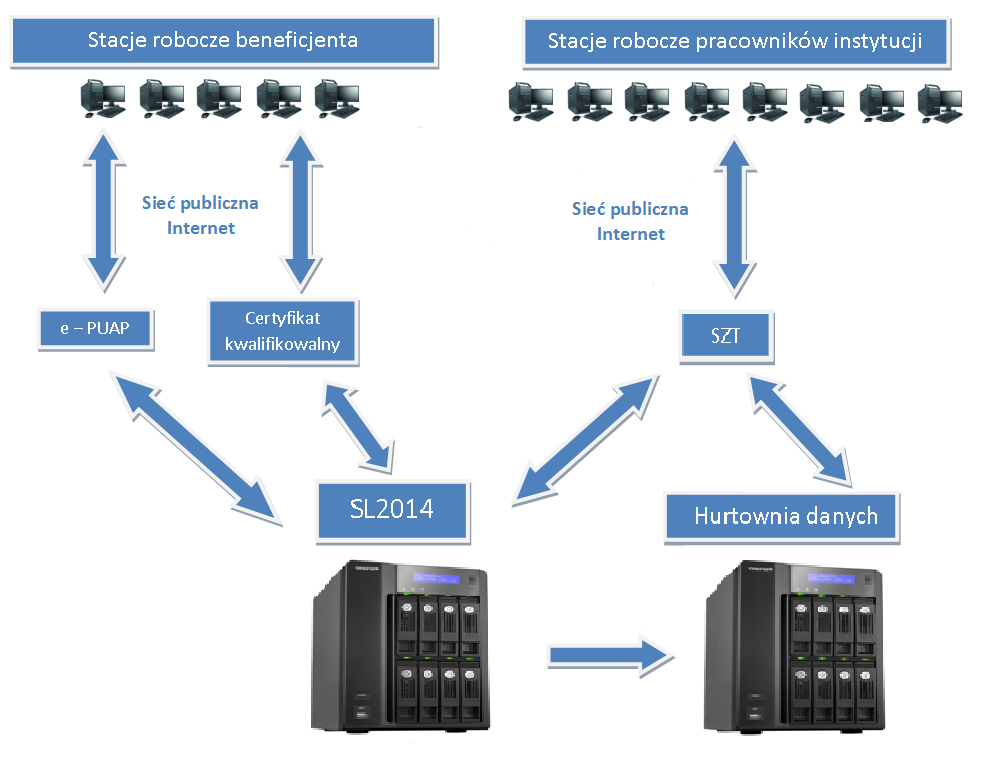 Stacje robocze beneficjenta
Stacje robocze pracowników instytucji
Sieć publiczna
Internet
Sieć publiczna
Internet
e – PUAP
Certyfikat
kwalifikowalny
SZT
SL2014
Hurtownia danych